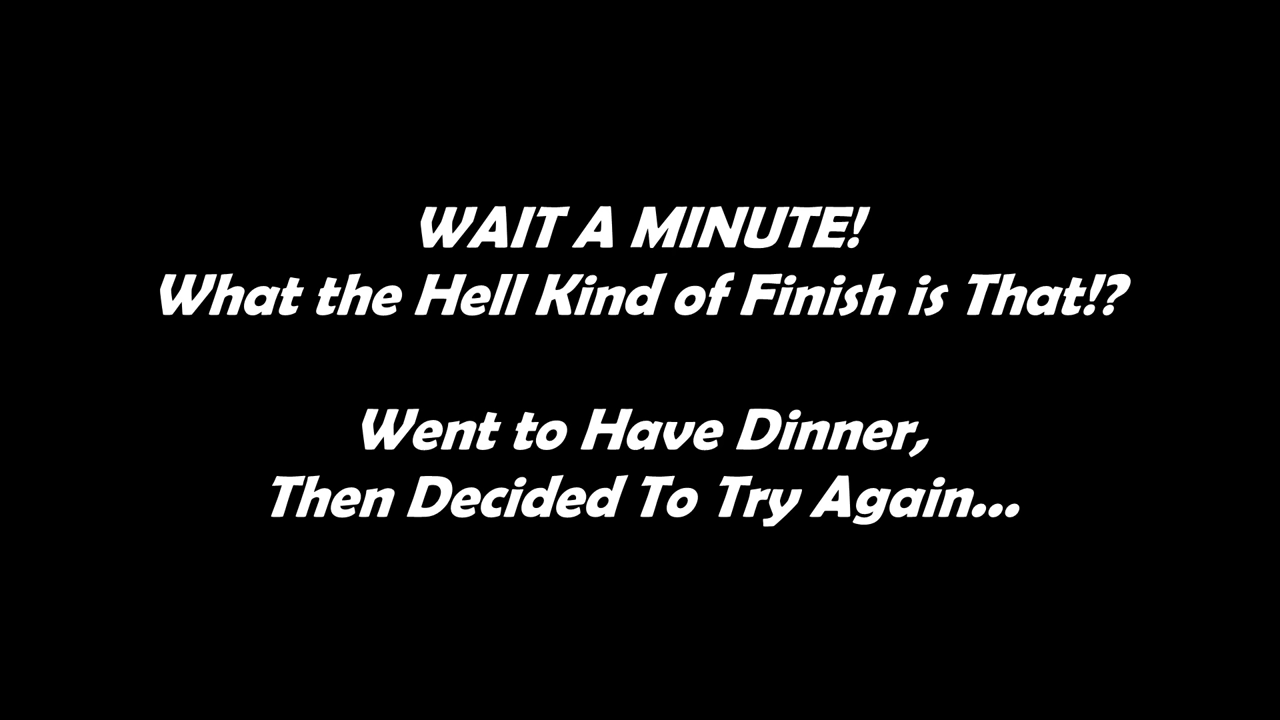 WAIT A MINUTE!
What the Hell Kind of Finish is That!?
Went to Have Dinner,
Then Decided To Try Again...